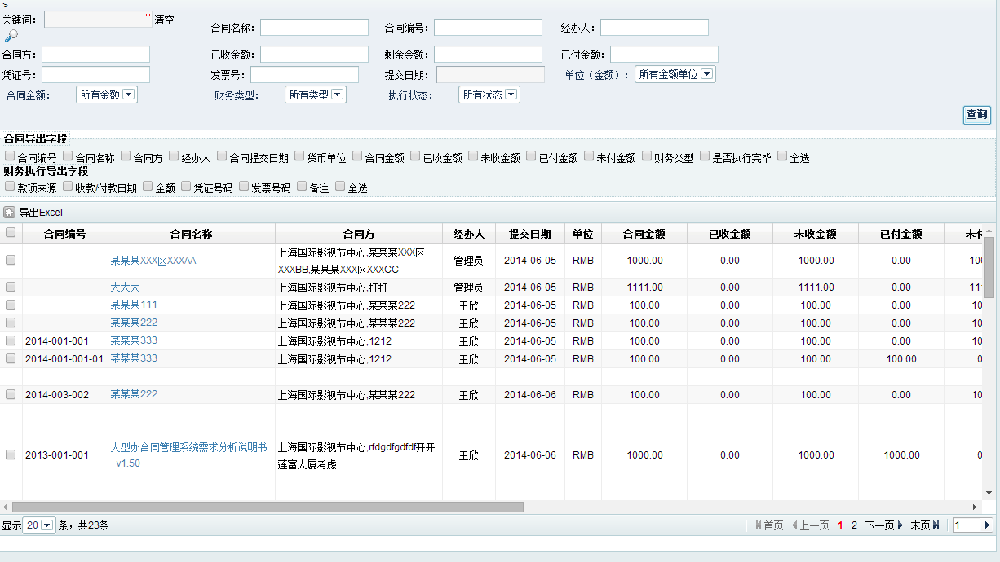 >
关键词： * 清空
合同名称： 合同编号： 经办人：
合同方： 已收金额： 剩余金额： 已付金额：
凭证号： 发票号： 提交日期： 单位（金额）： 所有金额单位
合同金额： 所有金额 财务类型： 所有类型 执行状态： 所有状态
查询
合同导出字段
合同编号 合同名称 合同方 经办人 合同提交日期 货币单位 合同金额 已收金额 未收金额 已付金额 未付金额 财务类型 是否执行完毕 全选
财务执行导出字段
款项来源 收款/付款日期 金额 凭证号码 发票号码 备注 全选
导出Excel
合同编号 合同名称 合同方 经办人 提交日期 单位 合同金额 已收金额 未收金额 已付金额 未付
上海国际影视节中心,某某某XXX区
某某某XXX区XXXAA 管理员 2014-06-05 RMB 1000.00 0.00 1000.00 0.00 100
XXXBB,某某某XXX区XXXCC
大大大 上海国际影视节中心,打打 管理员 2014-06-05 RMB 1111.00 0.00 1111.00 0.00 111
某某某111 上海国际影视节中心,某某某222 王欣 2014-06-05 RMB 100.00 0.00 100.00 0.00 10
某某某222 上海国际影视节中心,某某某222 王欣 2014-06-05 RMB 100.00 0.00 100.00 0.00 10
2014-001-001 某某某333 上海国际影视节中心,1212 王欣 2014-06-05 RMB 100.00 0.00 100.00 0.00 10
2014-001-001-01 某某某333 上海国际影视节中心,1212 王欣 2014-06-05 RMB 100.00 0.00 100.00 100.00 0
2014-003-002 某某某222 上海国际影视节中心,某某某222 王欣 2014-06-06 RMB 100.00 0.00 100.00 0.00 10
大型办合同管理系统需求分析说明书 上海国际影视节中心,rfdgdfgdfdf开开
2013-001-001 王欣 2014-06-06 RMB 1000.00 0.00 1000.00 1000.00 0
_v1.50 莲富大厦考虑
显示 20 条，共23条 首页 上一页 1 2 下一页 末页 1